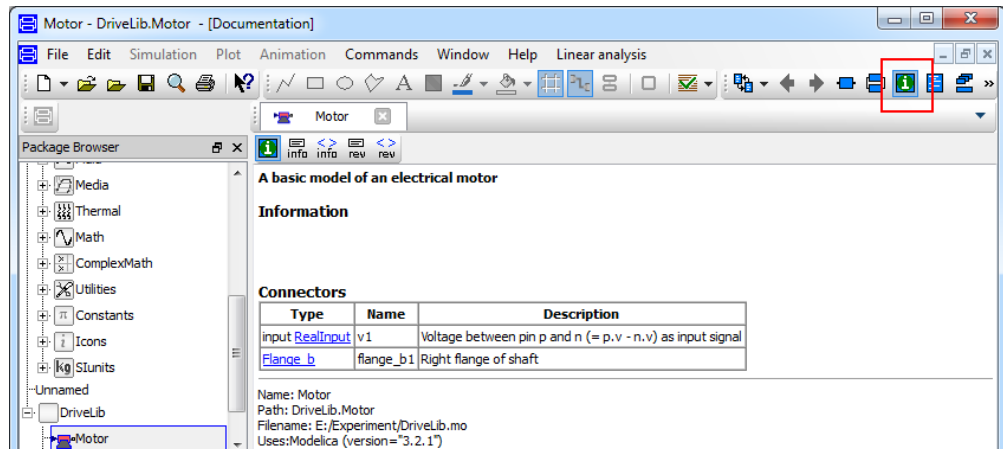 Motor - DriveLib.Motor - [Documentation]
File Edit Simulation Plot Animation Commands Window Help Linear analysis
A
Motor
Package Browser
info info rev rev
Media
Thermal
Math
ComplexMath
Utilities
Constants
Icons
SIunits
Unnamed
DriveLib
Motor
A basic model of an electrical motor
Information
Connectors
Type Name Description
input RealInput v1 Voltage between pin p and n (= p.v - n.v) as input signal
Flange_b flange_b1 Right flange of shaft
Name: Motor
Path: DriveLib.Motor
Filename: E:/Experiment/DriveLib.mo
Uses:Modelica (version="3.2.1")